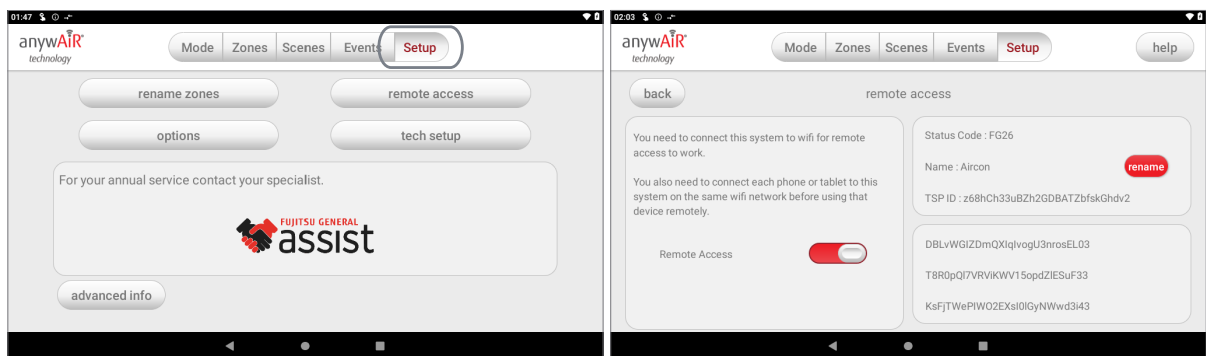 01:47
anywAiR®
technology
Mode Zones Scenes Events Setup
rename zones
remote access
options
tech setup
For your annual service contact your specialist.
FUJITSU GENERAL
assist
advanced info
02:03
anywAiR®
technology
Mode Zones Scenes Events Setup
help
back
remote access
You need to connect this system to wifi for remote
access to work.
You also need to connect each phone or tablet to this
system on the same wifi network before using that
device remotely.
Remote Access
Status Code : FG26
Name : Aircon
rename
TSP ID : z68hCh33uBZh2GDBATZbfskGhdv2
DBLvWGIZDmQXIqIvogU3nrosEL03
T8R0pQl7VRViKWV15opdZlESuF33
KsFjTWePIWO2EXsI0lGyNWwd3i43